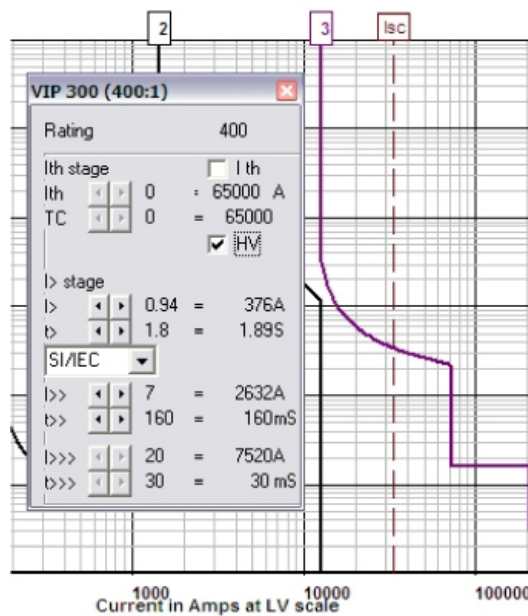 2
3
Isc
VIP 300 (400:1)
Rating 400
Ith stage I th
Ith 0 : 65000 A
TC 0 = 65000
HV
I> stage
I> 0.94 = 376A
t> 1.8 = 1.89S
SI/IEC
I>> 7 = 2632A
t>> 160 = 160mS
I>>> 20 = 7520A
t>>> 30 = 30 mS
1000 10000 100000
Current in Amps at LV scale